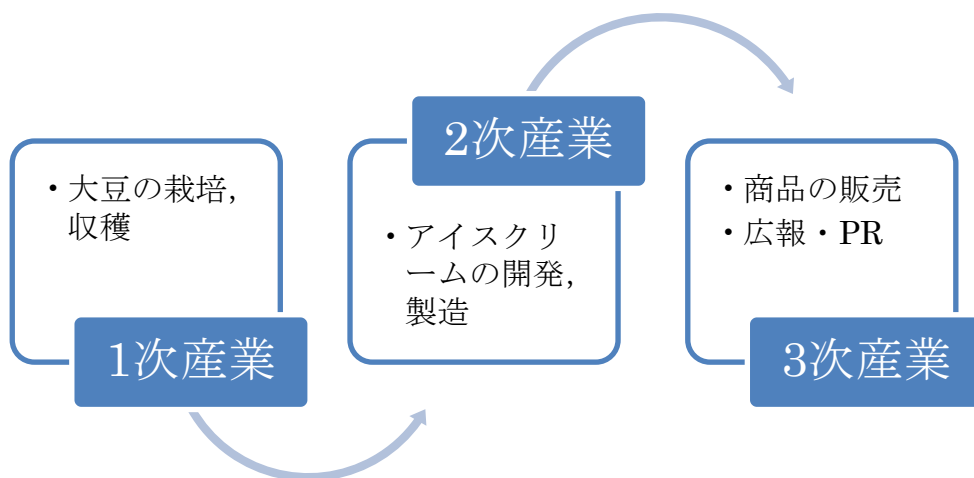 ・大豆の栽培,
収穫
1次産業
2次産業
・アイスクリ
ームの開発,
製造
・商品の販売
・広報・PR
3次産業